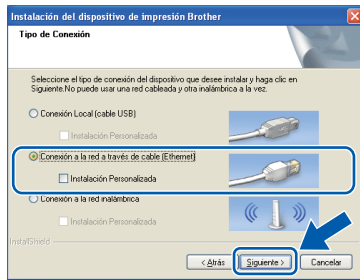 Instalación del dispositivo de impresión Brother
Tipo de Conexión
Seleccione el tipo de conexión del dispositivo que desee instalar y haga clic en
Siguiente.No puede usar una red cableada y otra inalámbrica a la vez.
Conexión Local (cable USB)
Instalación Personalizada
Conexión a la red a través de cable (Ethernet)
Instalación Personalizada
Conexión a la red inalámbrica
Instalación Personalizada
InstallShield
< Atrás Siguiente > Cancelar